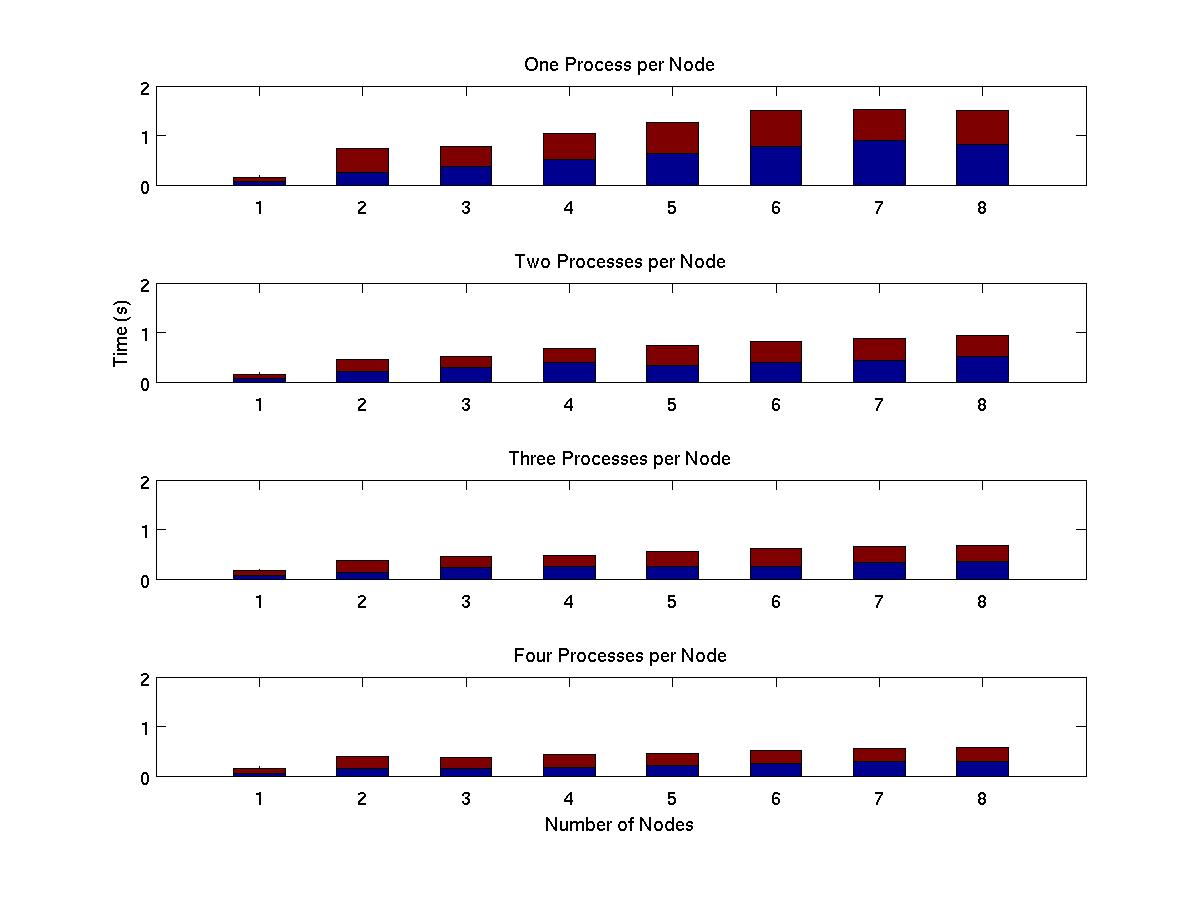 One Process per Node
2
1
0
1 2 3 4 5 6 7 8
Two Processes per Node
2
1
0
Time (s)
1 2 3 4 5 6 7 8
Three Processes per Node
2
1
0
1 2 3 4 5 6 7 8
Four Processes per Node
2
1
0
1 2 3 4 5 6 7 8
Number of Nodes